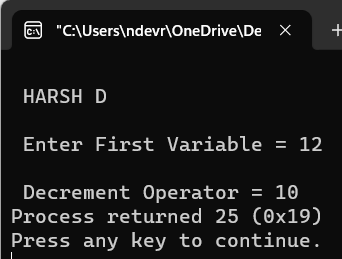 "C:\Users\ndevr\OneDrive\De
HARSH D
Enter First Variable = 12
Decrement Operator = 10
Process returned 25 (0x19)
Press any key to continue.